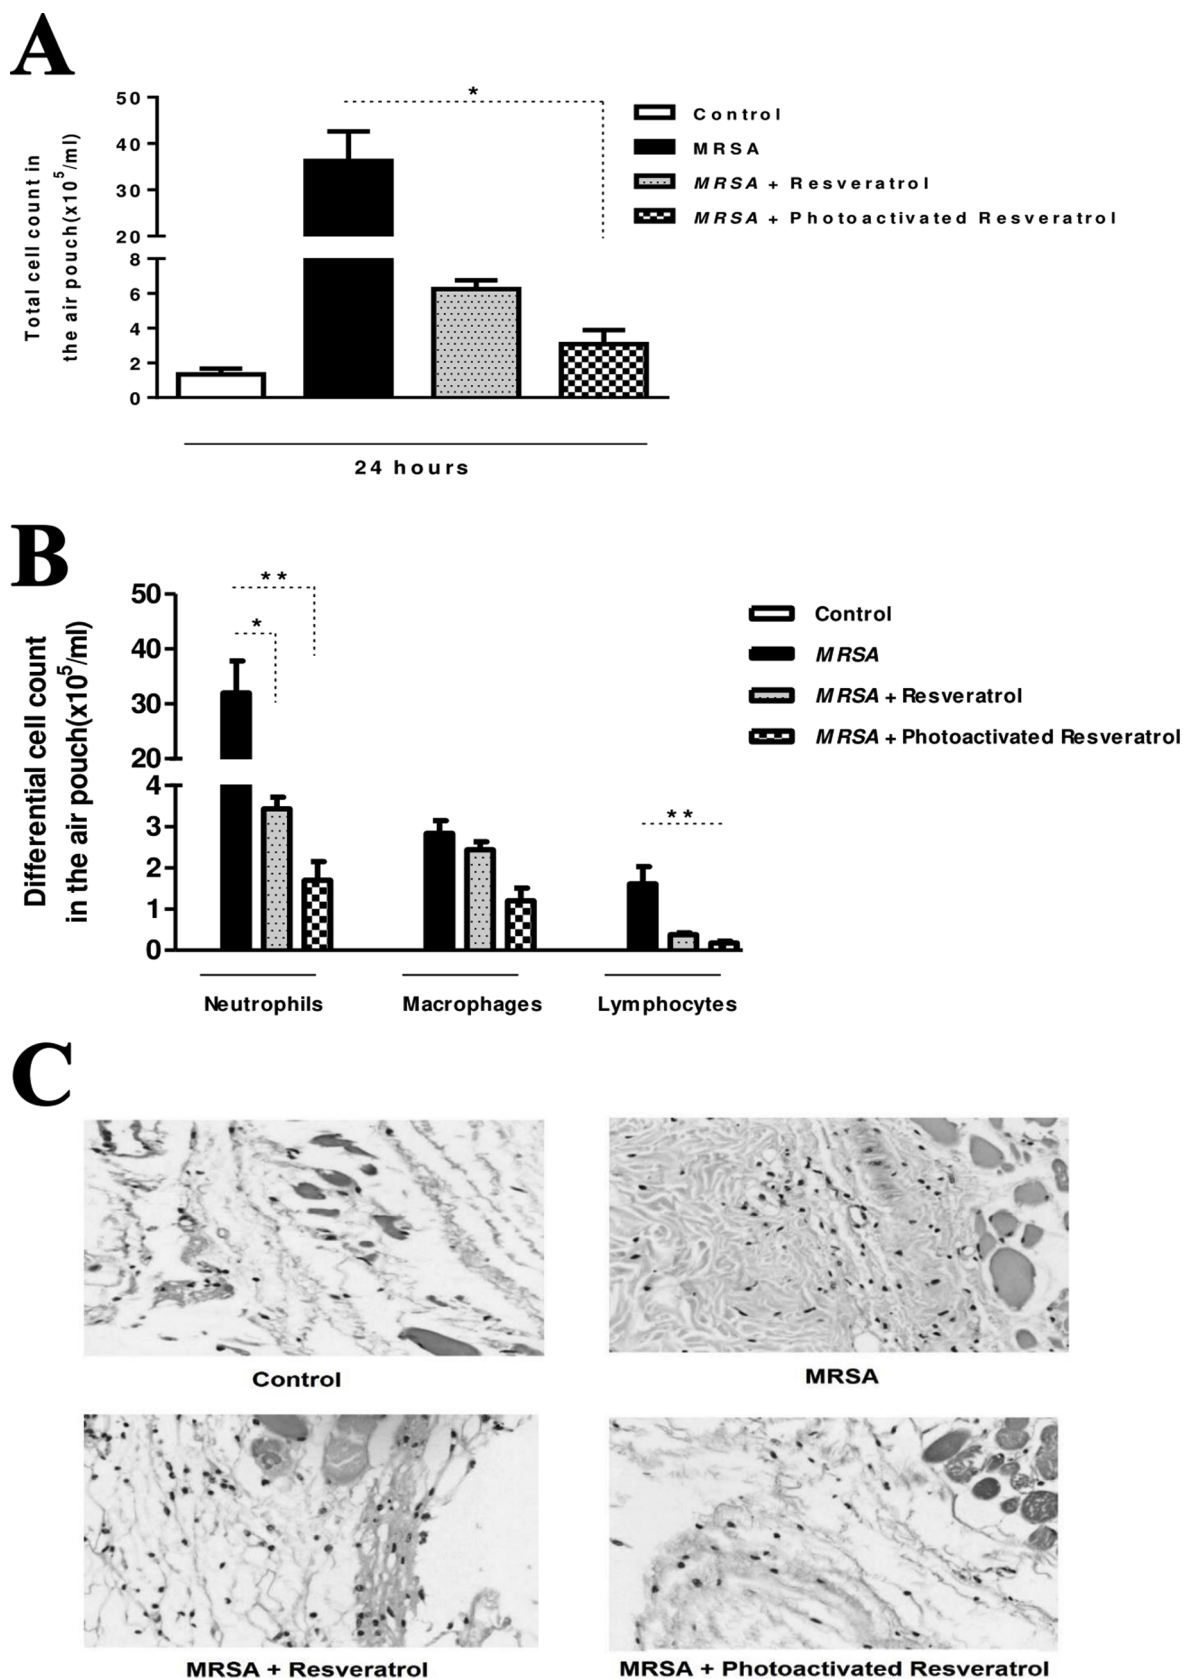 A
Total cell count in
the air pouch(x10⁵/ml)
50
40
30
20
8
6
4
2
0
*
Control
MRSA
MRSA + Resveratrol
MRSA + Photoactivated Resveratrol
24 hours
B
Differential cell count
in the air pouch(x10⁵/ml)
50
40
30
20
4
3
2
1
0
**
*
**
Control
MRSA
MRSA + Resveratrol
MRSA + Photoactivated Resveratrol
Neutrophils
Macrophages
Lymphocytes
C
Control
MRSA
MRSA + Resveratrol
MRSA + Photoactivated Resveratrol